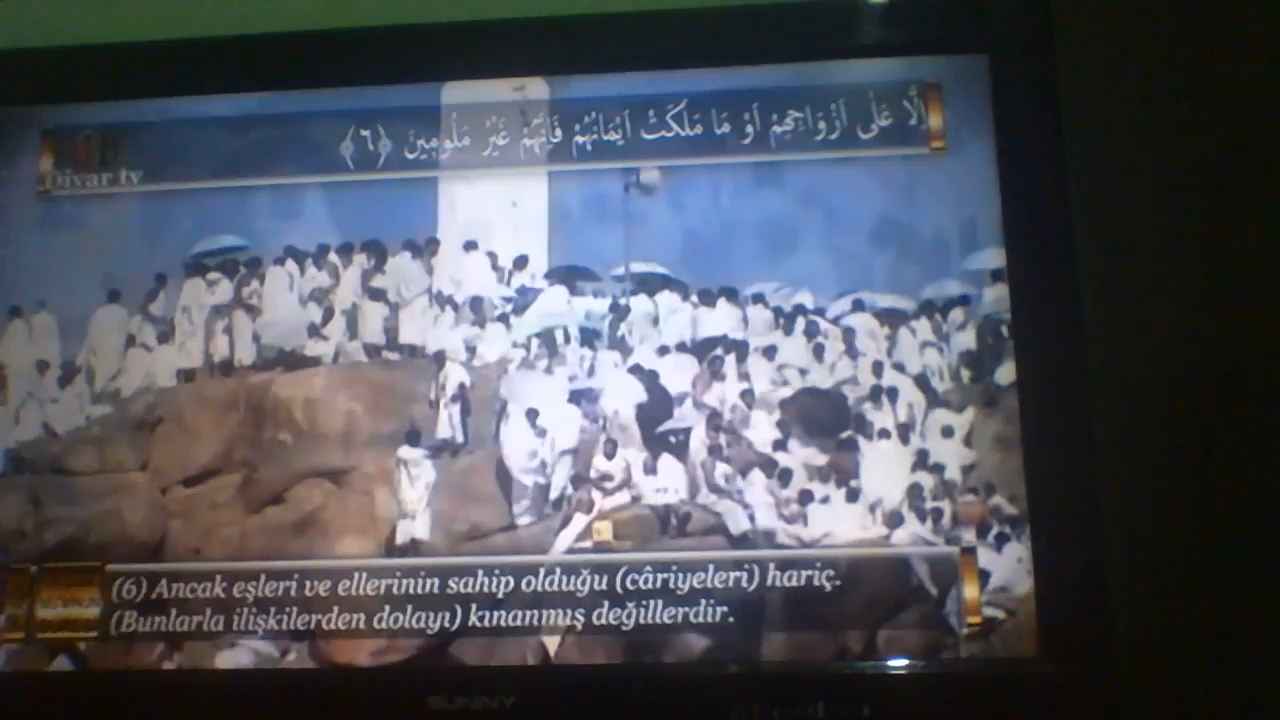 اِلَّا عَلٰٓى اَزْوَاجِهِمْ اَوْ مَا مَلَكَتْ اَيْمَانُهُمْ فَاِنَّهُمْ غَيْرُ مَلُومٖينَ ﴿٦﴾
Divar tv
(6) Ancak eşleri ve ellerinin sahip olduğu (câriyeleri) hariç.
(Bunlarla ilişkilerden dolayı) kınanmış değillerdir.
SUNNY